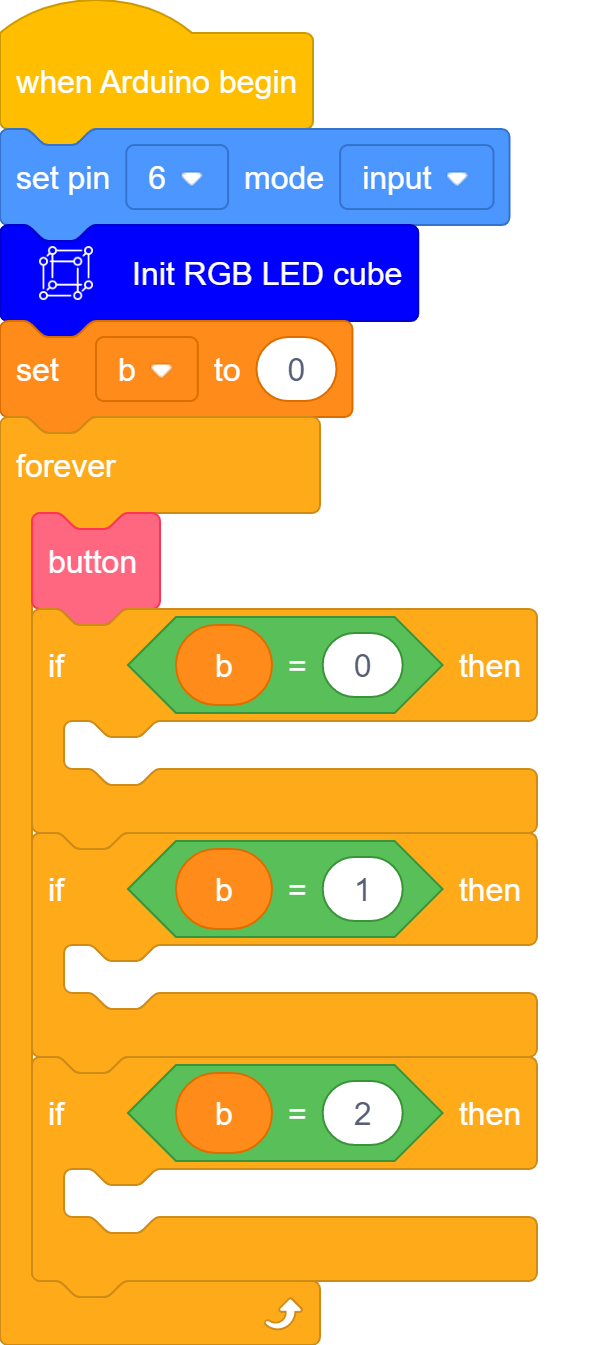 when Arduino begin
set pin 6 mode input
Init RGB LED cube
set b to 0
forever
button
if b = 0 then
if b = 1 then
if b = 2 then